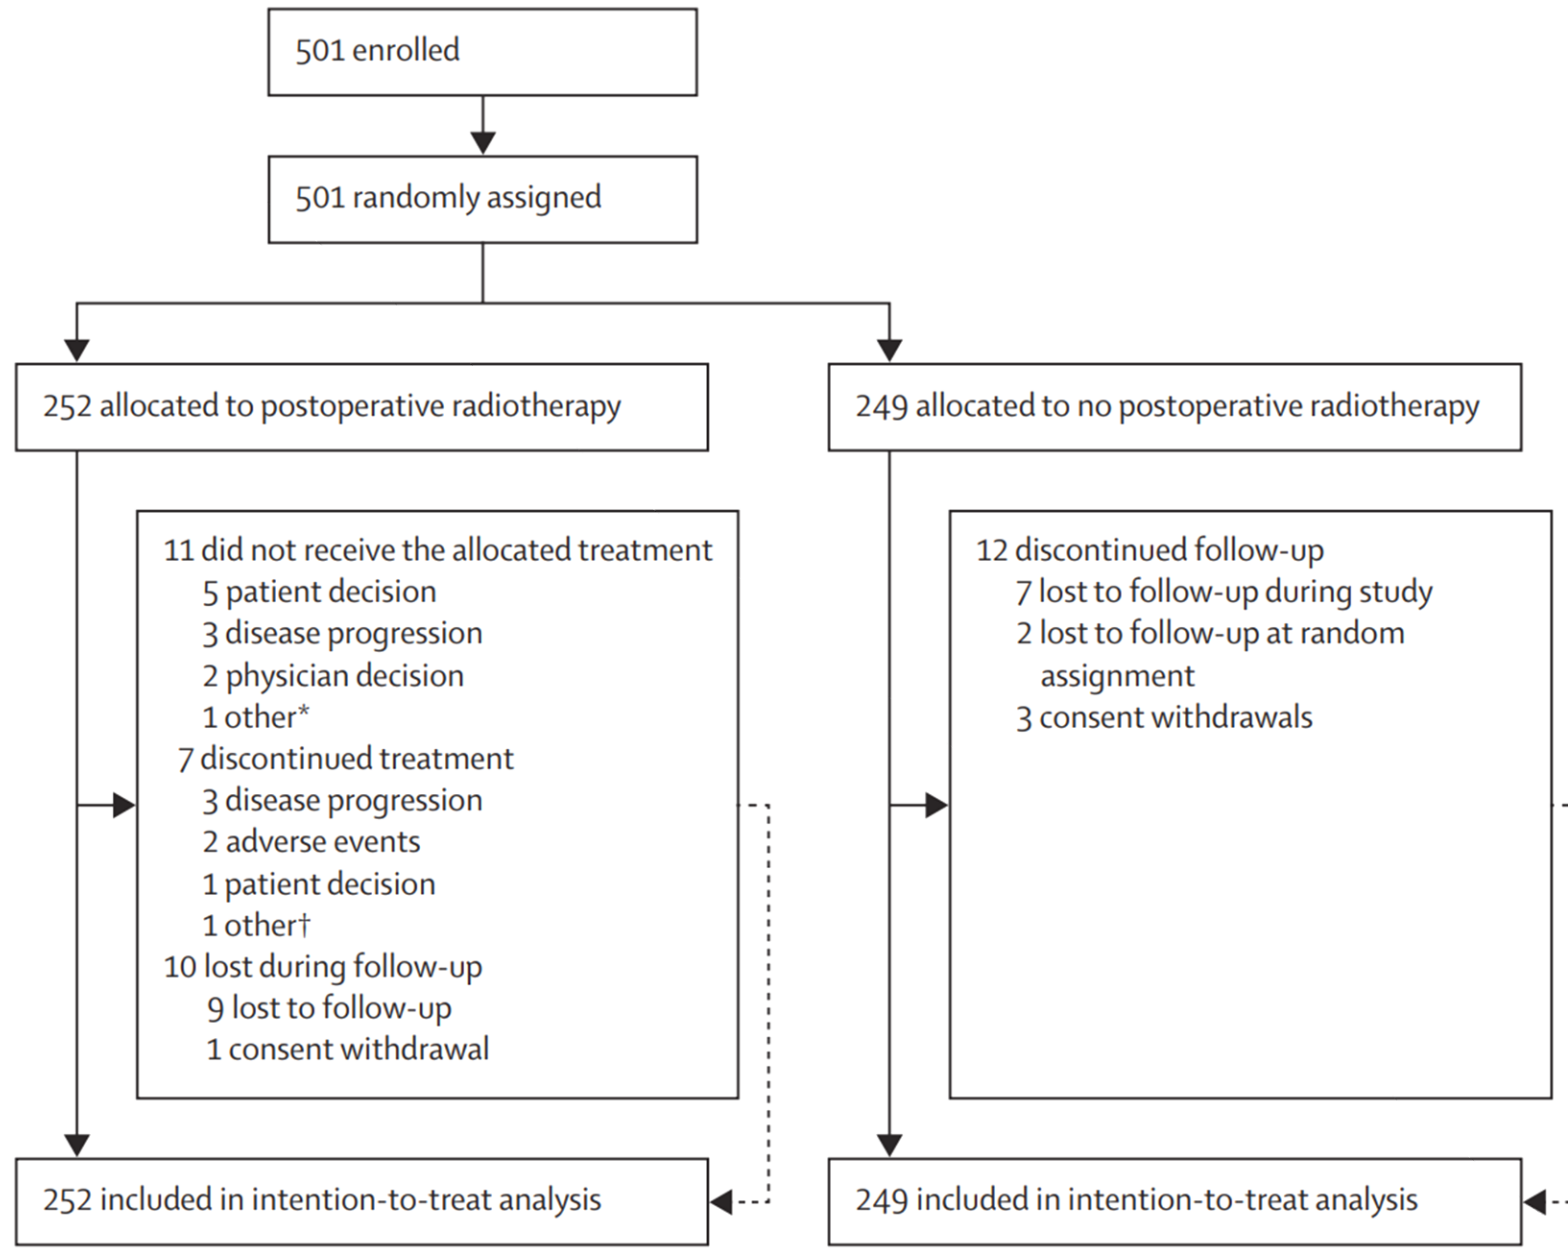 501 enrolled
501 randomly assigned
252 allocated to postoperative radiotherapy
249 allocated to no postoperative radiotherapy
11 did not receive the allocated treatment
5 patient decision
3 disease progression
2 physician decision
1 other*
7 discontinued treatment
3 disease progression
2 adverse events
1 patient decision
1 other†
10 lost during follow-up
9 lost to follow-up
1 consent withdrawal
12 discontinued follow-up
7 lost to follow-up during study
2 lost to follow-up at random
assignment
3 consent withdrawals
252 included in intention-to-treat analysis
249 included in intention-to-treat analysis